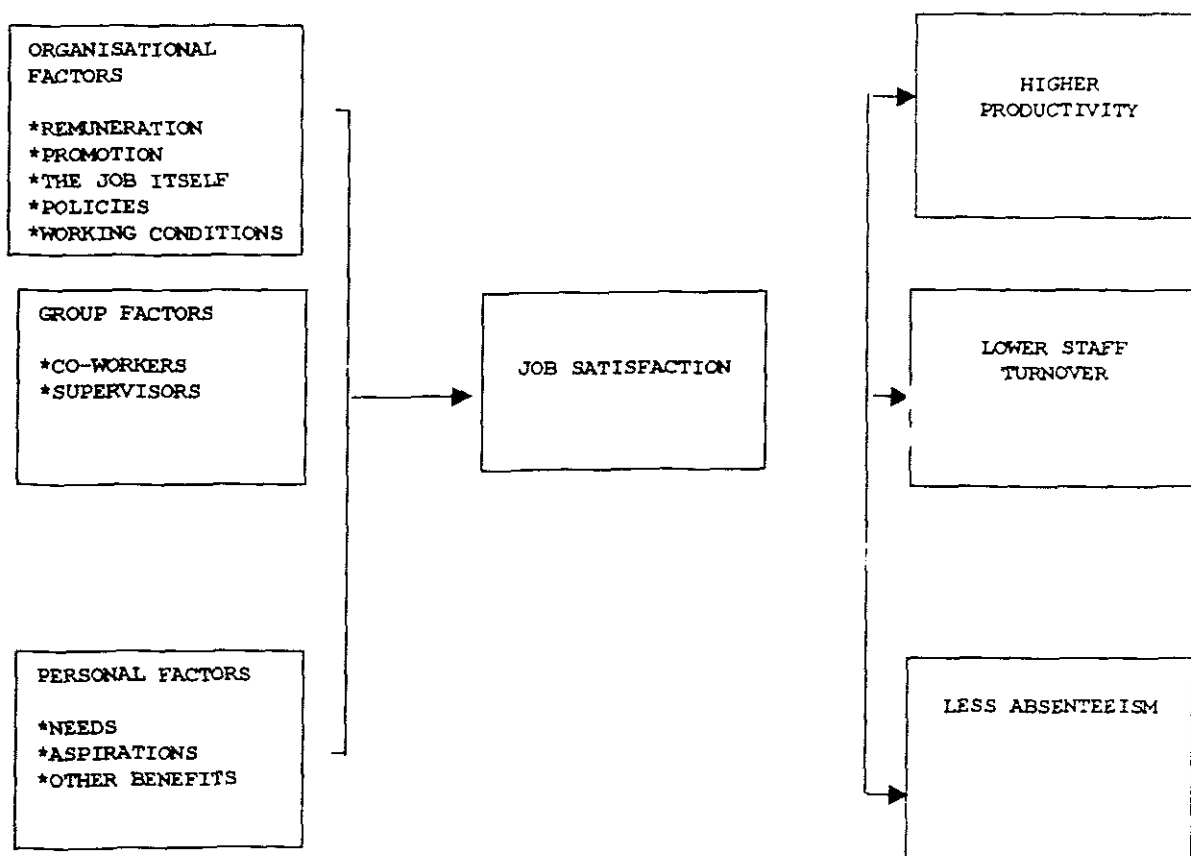 ORGANISATIONAL
FACTORS
*REMUNERATION
*PROMOTION
*THE JOB ITSELF
*POLICIES
*WORKING CONDITIONS
GROUP FACTORS
*CO-WORKERS
*SUPERVISORS
PERSONAL FACTORS
*NEEDS
*ASPIRATIONS
*OTHER BENEFITS
JOB SATISFACTION
HIGHER
PRODUCTIVITY
LOWER STAFF
TURNOVER
LESS ABSENTEEISM